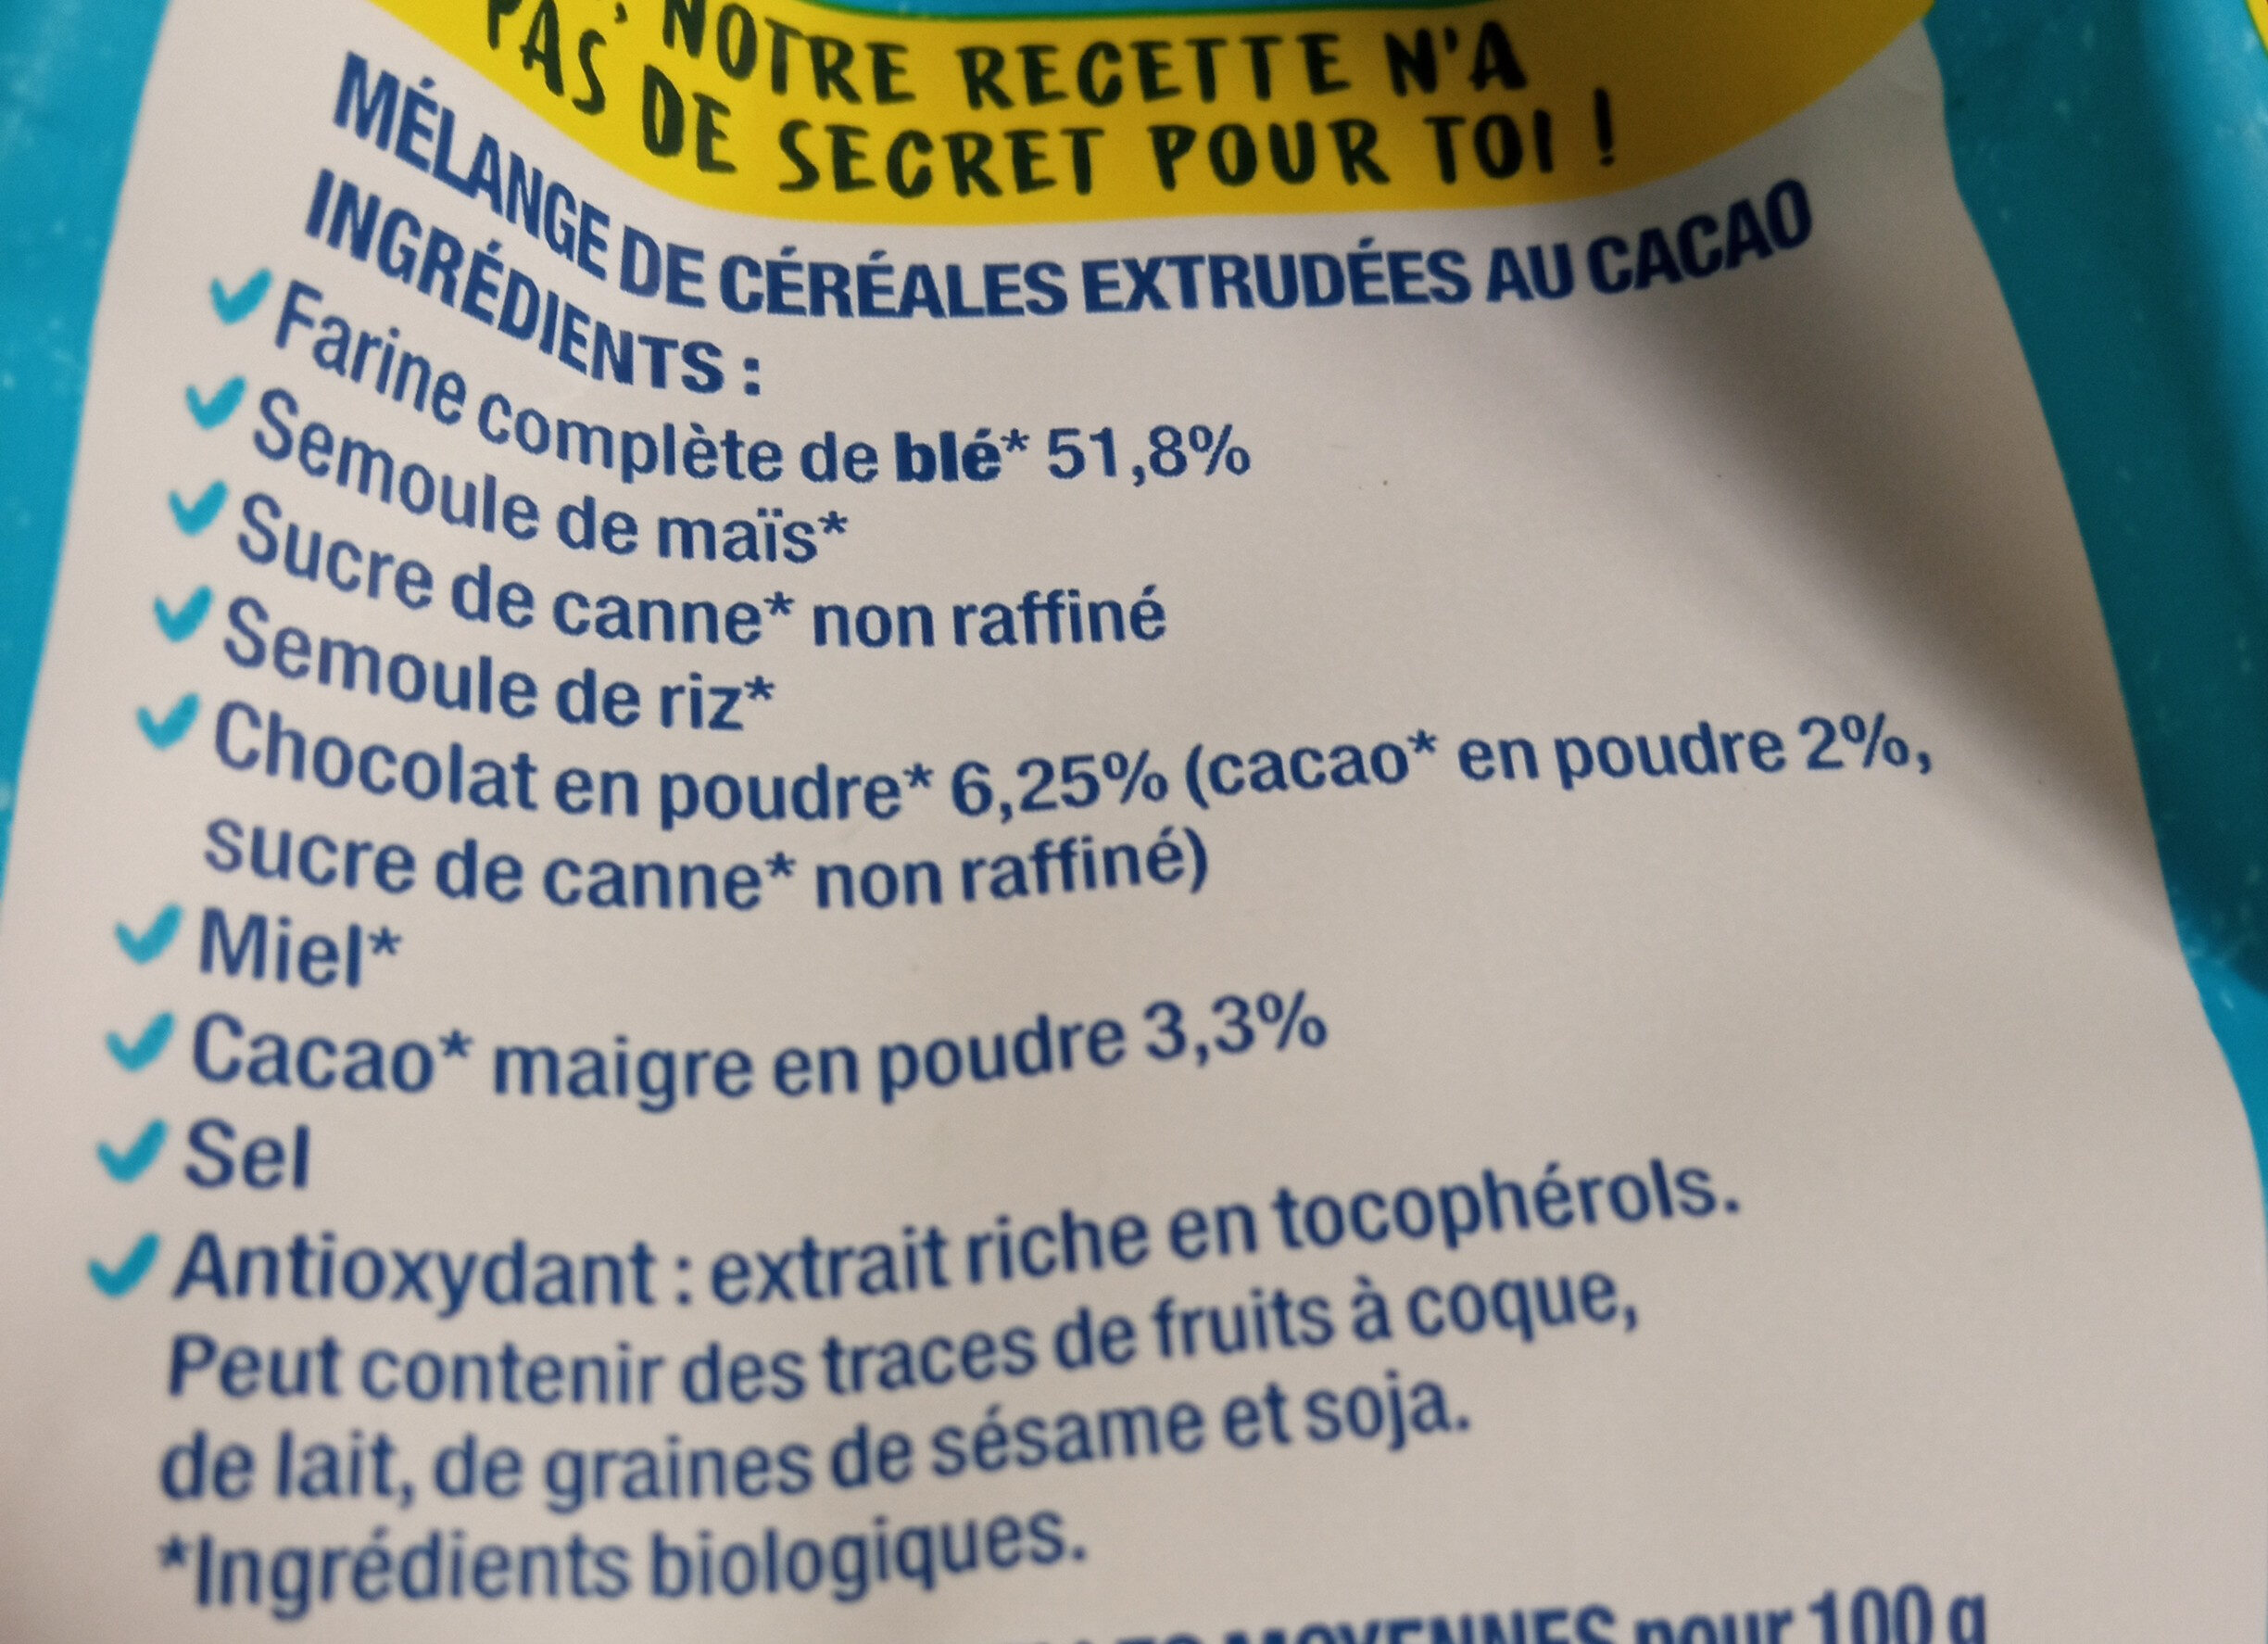 , NOTRE RECETTE N'A
PAS DE SECRET POUR TOI !
MÉLANGE DE CÉRÉALES EXTRUDÉES AU CACAO
INGRÉDIENTS :
Farine complète de blé* 51,8%
Semoule de maïs*
Sucre de canne* non raffiné
Semoule de riz*
Chocolat en poudre* 6,25% (cacao* en poudre 2%,
sucre de canne* non raffiné)
Miel*
Cacao* maigre en poudre 3,3%
Sel
Antioxydant : extrait riche en tocophérols.
Peut contenir des traces de fruits à coque,
de lait, de graines de sésame et soja.
*Ingrédients biologiques.
MOYENNES pour 100 g